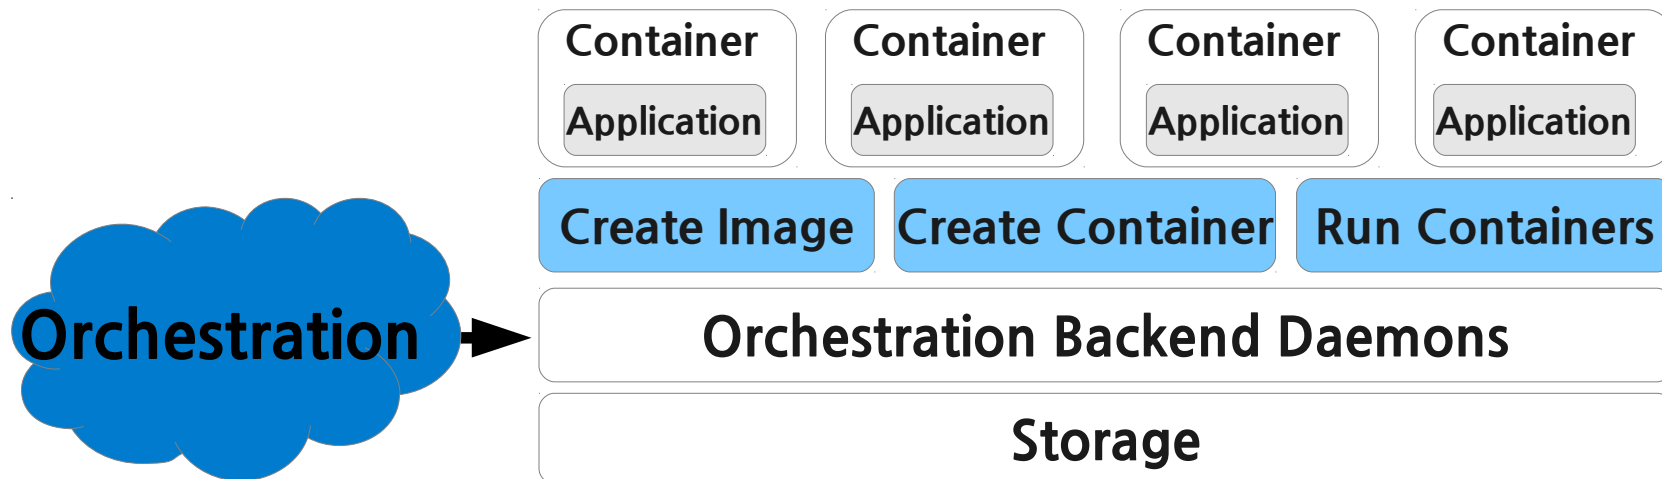 Container Container Container Container
Application Application Application Application
Create Image Create Container Run Containers
Orchestration
Orchestration Backend Daemons
Storage